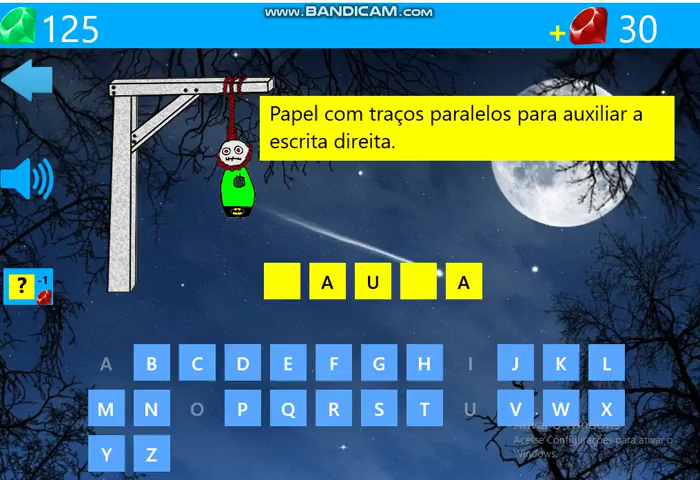 www.BANDICAM.com
125
+ 30
Papel com traços paralelos para auxiliar a
escrita direita.
? -1
A U A
A B C D E F G H I J K L
M N O P Q R S T U V W X
Y Z
Ativar o Windows
Acesse Configurações para ativar o
Windows.